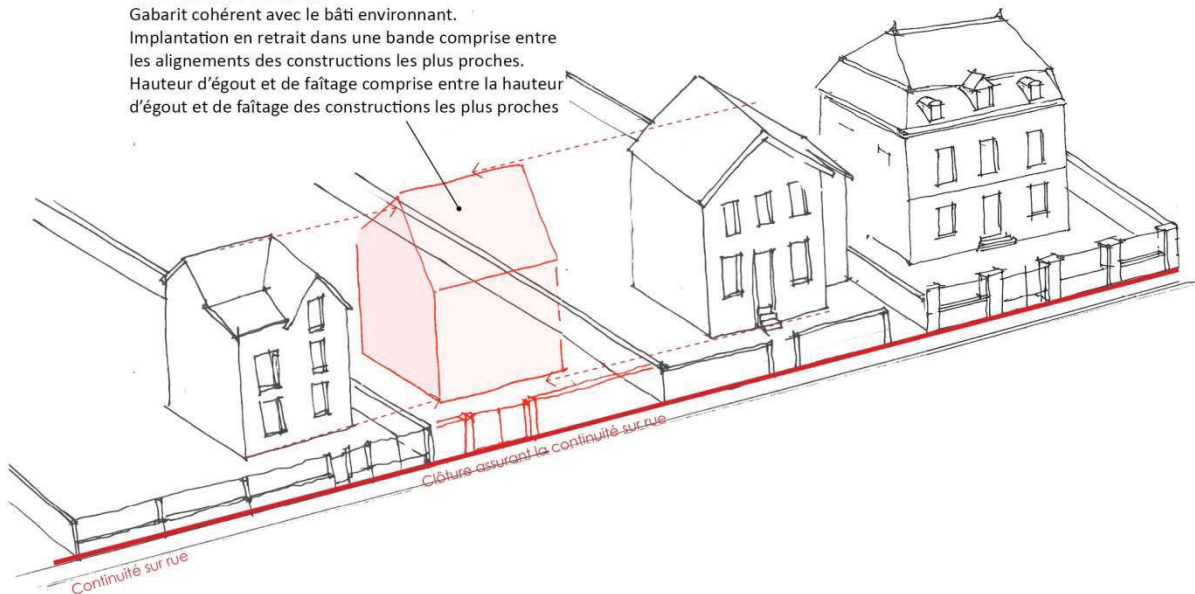 Gabarit cohérent avec le bâti environnant.
Implantation en retrait dans une bande comprise entre
les alignements des constructions les plus proches.
Hauteur d’égout et de faîtage comprise entre la hauteur
d’égout et de faîtage des constructions les plus proches
Clôture assurant la continuité sur rue
Continuité sur rue